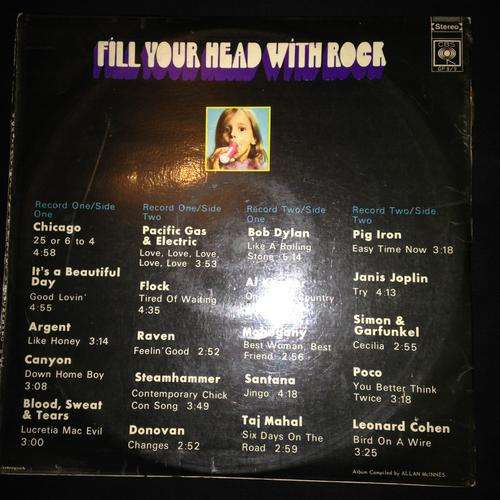 FILL YOUR HEAD WITH ROCK
Stereo
CBS
Record One/Side
One
Chicago
25 or 6 to 4
4:58
It's a Beautiful
Day
Good Lovin'
4:55
Argent
Like Honey 3:14
Canyon
Down Home Boy
3:08
Blood, Sweat
& Tears
Lucretia Mac Evil
3:00
Record One/Side
Two
Pacific Gas
& Electric
Love, Love, Love,
Love, Love 3:53
Flock
Tired Of Waiting
4:35
Raven
Feelin' Good 2:52
Steamhammer
Contemporary Chick
Con Song 3:49
Donovan
Changes 2:52
Record Two/Side
One
Bob Dylan
Like A Rolling
Stone 6:14
Al
Country
Mahogany
Best Woman, Best
Friend 2:56
Santana
Jingo 4:18
Taj Mahal
Six Days On The
Road 2:59
Record Two/Side
Two
Pig Iron
Easy Time Now 3:18
Janis Joplin
Try 4:13
Simon &
Garfunkel
Cecilia 2:55
Poco
You Better Think
Twice 3:18
Leonard Cohen
Bird On A Wire
3:25
Album Compiled by ALLAN McINNES